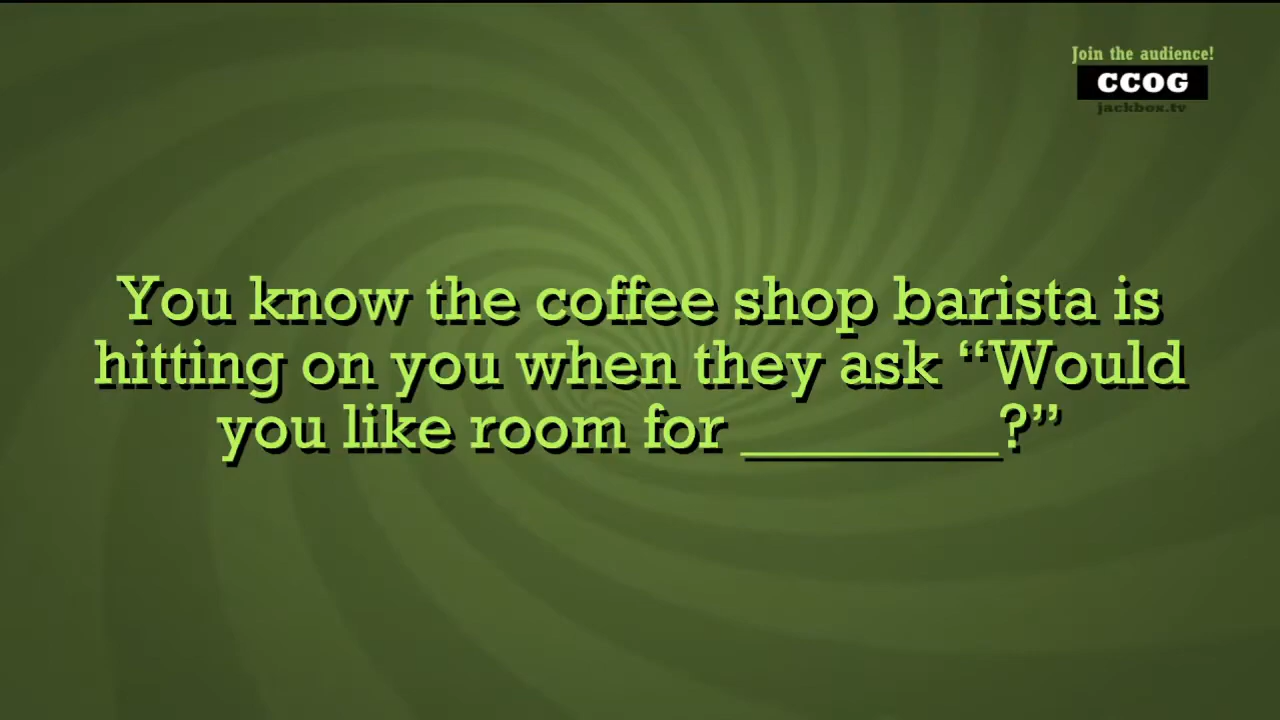 Join the audience!
CCOG
jackbox.tv
You know the coffee shop barista is
hitting on you when they ask “Would
you like room for ________?”